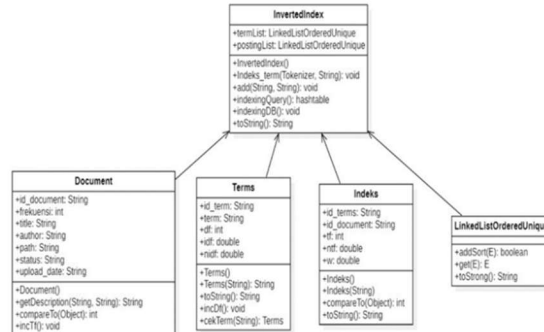 InvertedIndex
+termList: LinkedListOrderedUnique
+postingList: LinkedListOrderedUnique
+InvertedIndex()
+Indeks_term(Tokenizer, String): void
+add(String, String): void
+indexingQuery(): hashtable
+indexingDB(): void
+toString(): String
Document
+id_document: String
+frekuensi: int
+title: String
+author: String
+path: String
+status: String
+upload_date: String
+Document()
+getDescription(String, String): String
+compareTo(Object): int
+incTf(): void
Terms
+id_term: String
+term: String
+df: int
+idf: double
+nidf: double
+Terms()
+Terms(String): String
+toString(): String
+incDf(): void
+cekTerm(String): Terms
Indeks
+id_terms: String
+id_document: String
+tf: int
+ntf: double
+w: double
+Indeks()
+Indeks(String)
+compareTo(Object): int
+toString(): String
LinkedListOrderedUnique
+addSort(E): boolean
+get(E): E
+toStrong(): String